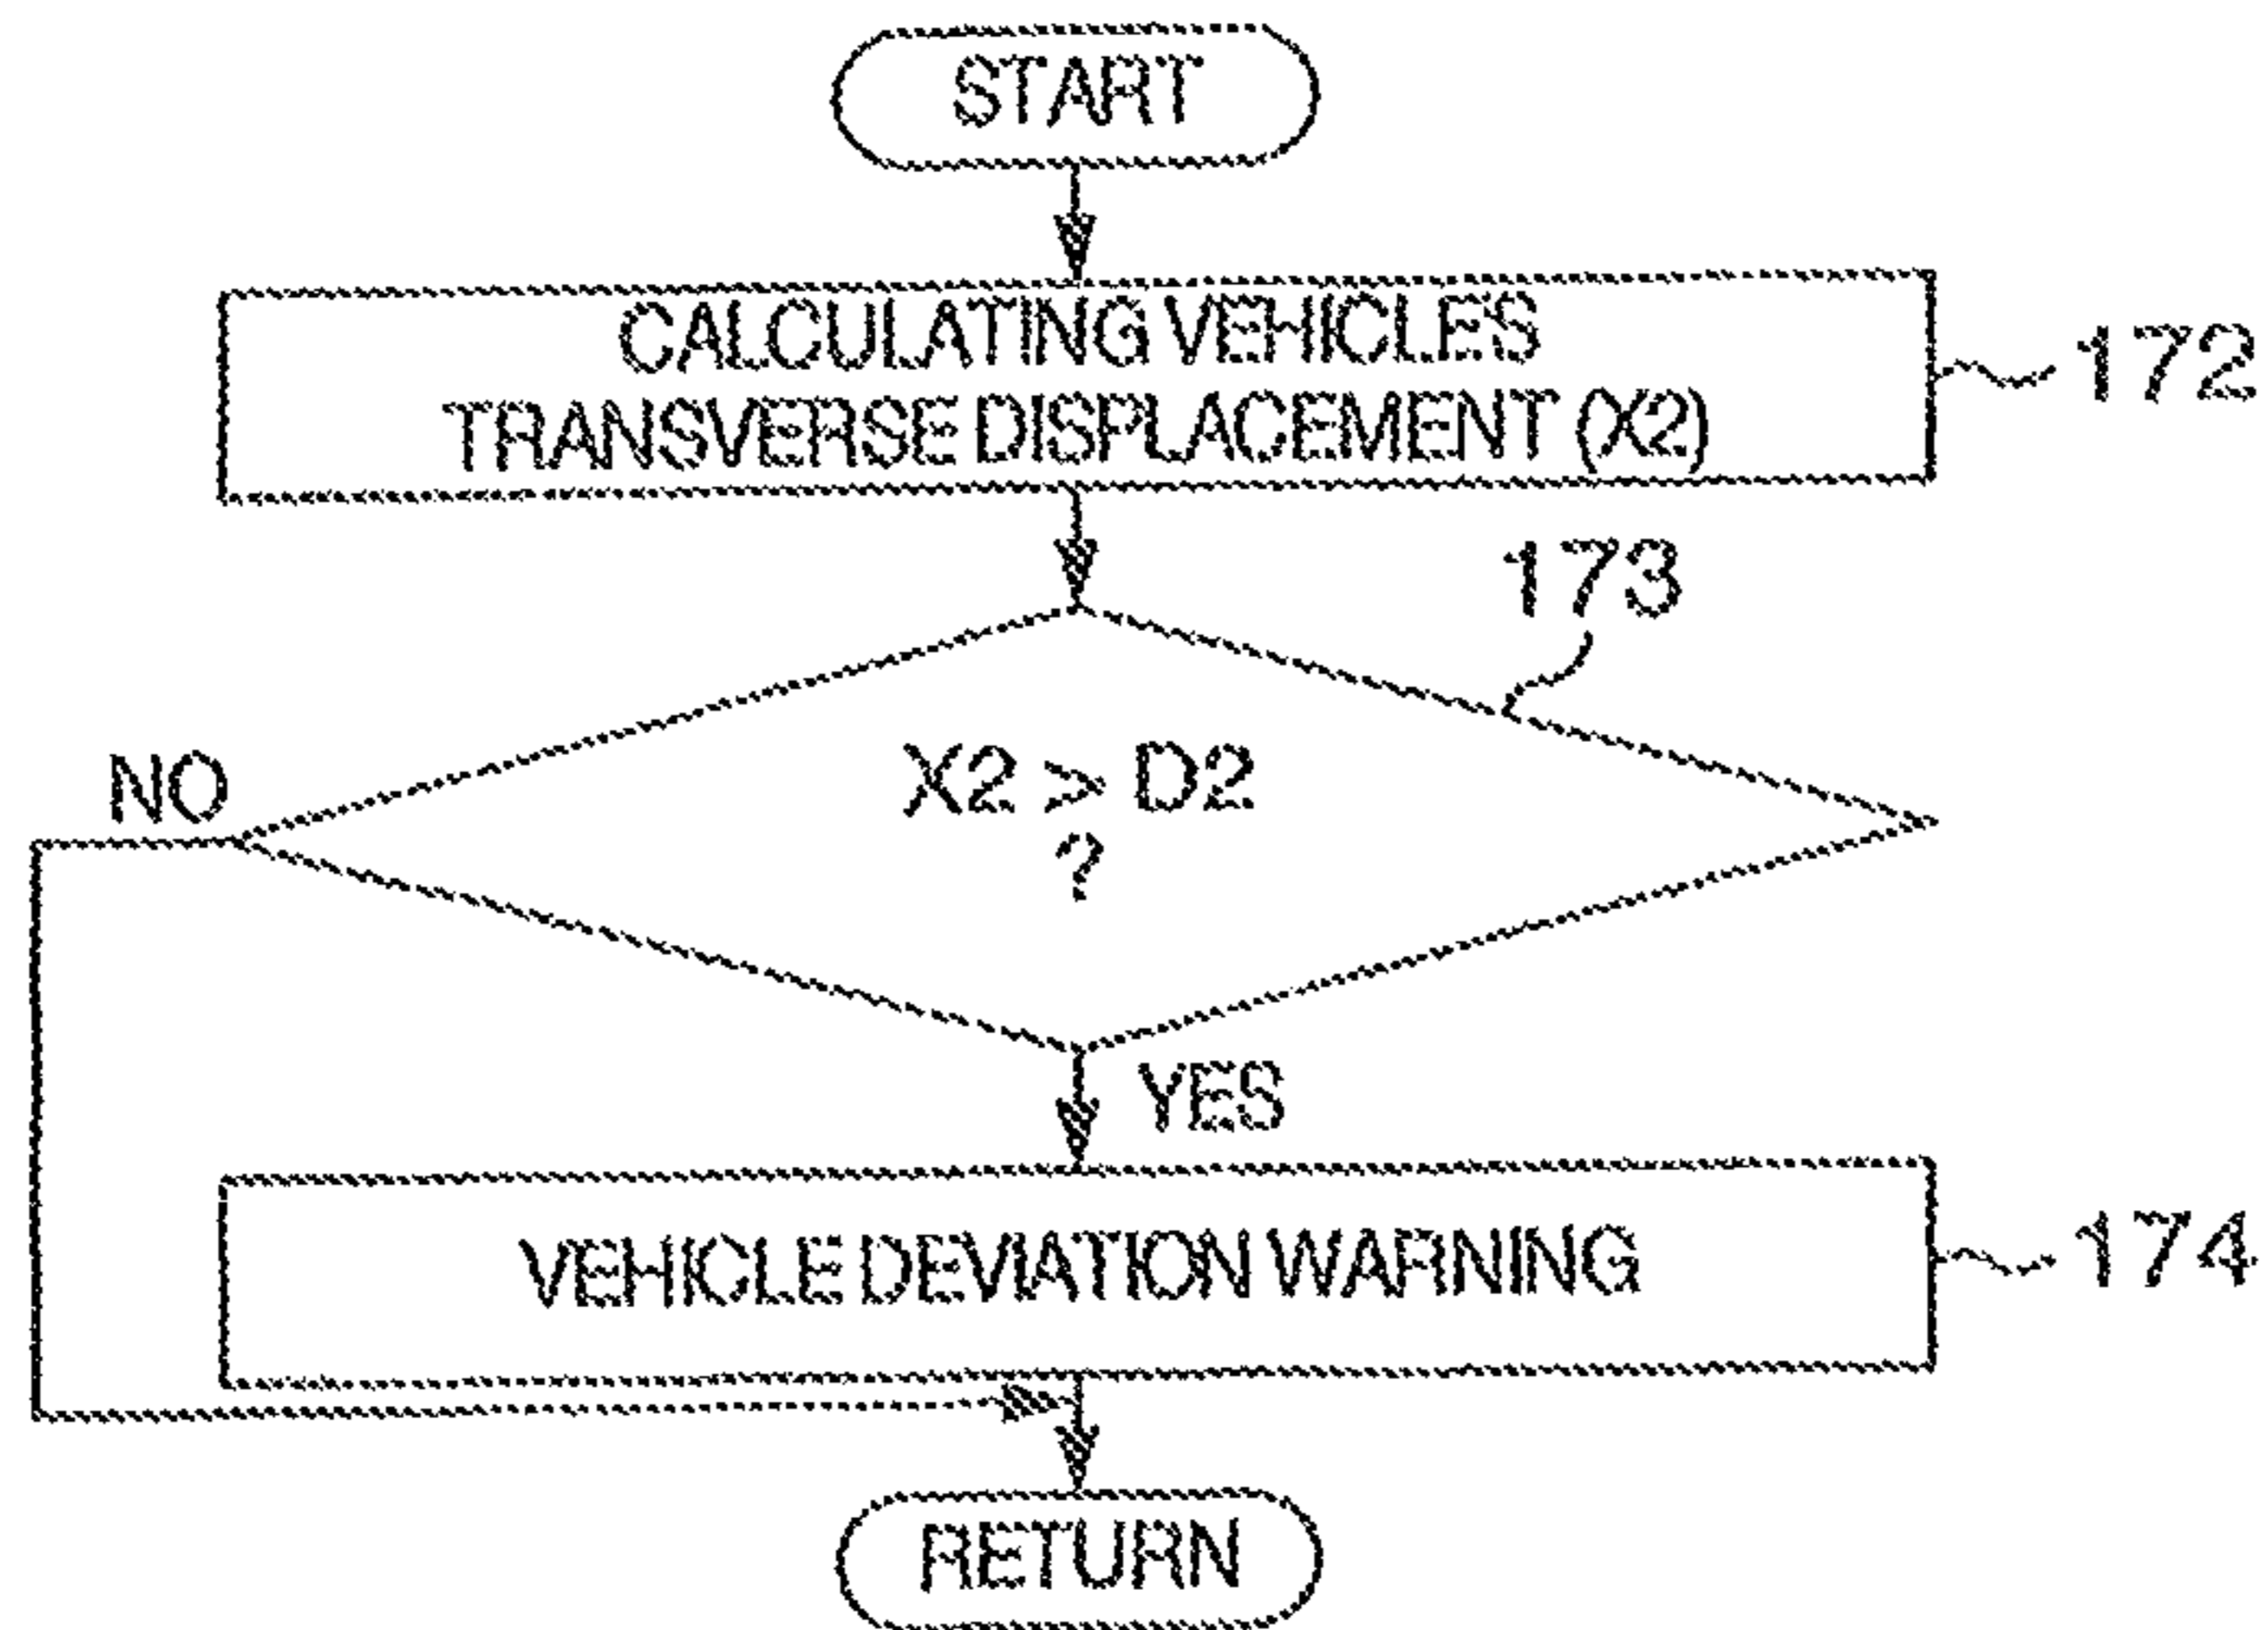 START
CALCULATING VEHICLES
TRANSVERSE DISPLACEMENT (X2)
172
173
X2 > D2
?
NO
YES
VEHICLE DEVIATION WARNING
174
RETURN